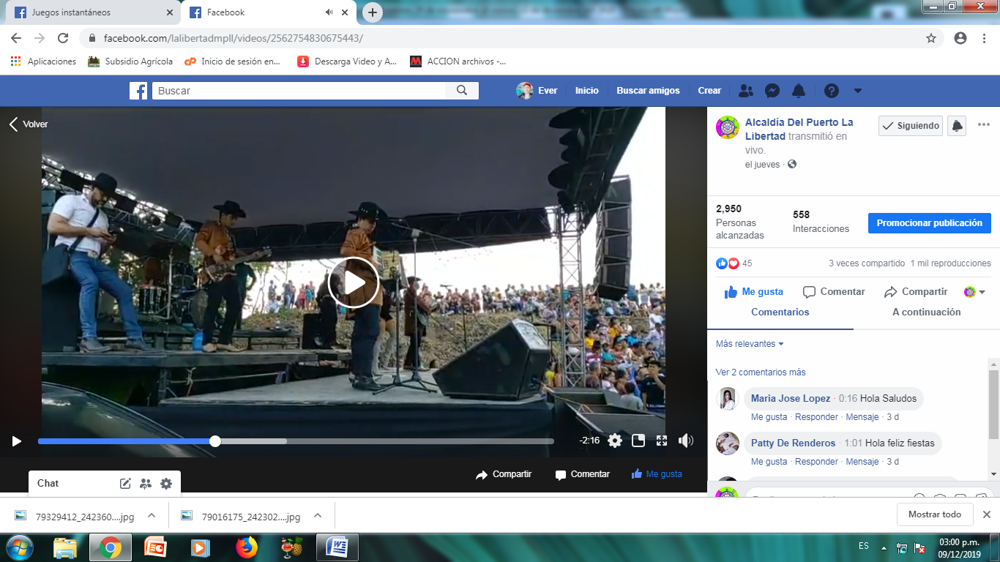 Juegos instantáneos
Facebook
facebook.com/lalibertadmpll/videos/2562754830675443/
Aplicaciones
Subsidio Agrícola
Inicio de sesión en...
Descarga Video y A...
ACCION archivos -...
Buscar
Ever
Inicio
Buscar amigos
Crear
Volver
Alcaldía Del Puerto La
Libertad transmitió en
vivo.
el jueves ·
Siguiendo
2,950
Personas
alcanzadas
558
Interacciones
Promocionar publicación
45
3 veces compartido 1 mil reproducciones
Me gusta
Comentar
Compartir
Comentarios
A continuación
Más relevantes
Ver 2 comentarios más
Maria Jose Lopez · 0:16 Hola Saludos
Me gusta · Responder · Mensaje · 3 d
Patty De Renderos · 1:01 Hola feliz fiestas
Me gusta · Responder · Mensaje · 3 d
-2:16
Compartir
Comentar
Me gusta
Chat
79329412_242360....jpg
79016175_242302....jpg
Mostrar todo
ES
03:00 p.m.
09/12/2019